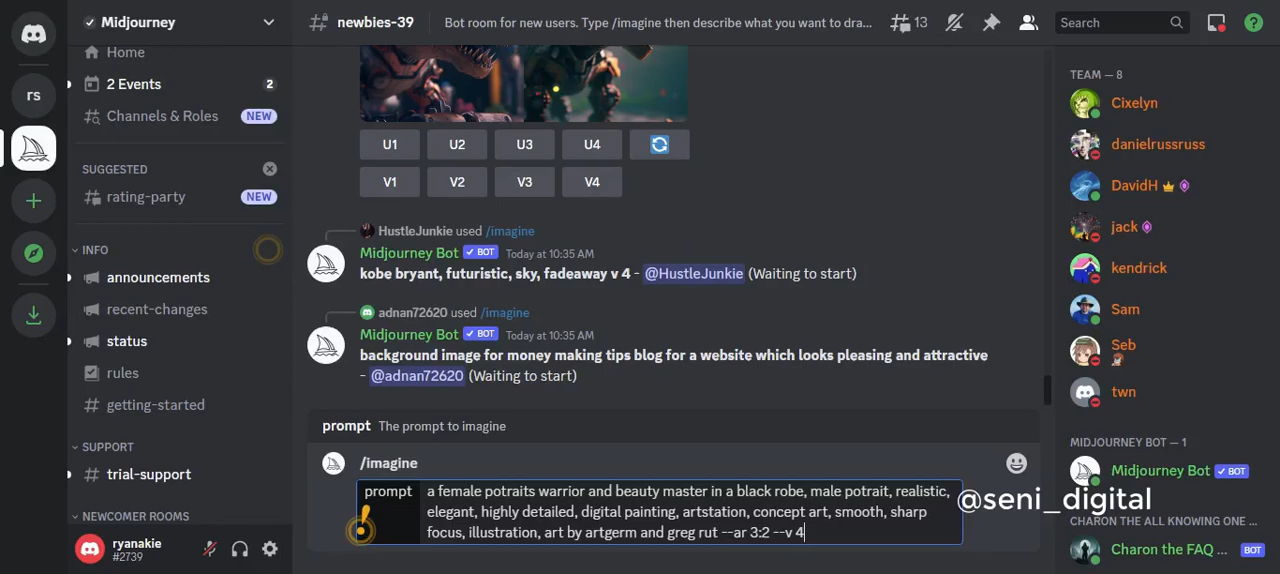 Midjourney
newbies-39
Bot room for new users. Type /imagine then describe what you want to dra...
13
Search
Home
2 Events
2
Channels & Roles
NEW
SUGGESTED
rating-party
NEW
INFO
announcements
recent-changes
status
rules
getting-started
SUPPORT
trial-support
NEWCOMER ROOMS
ryanakie
#2739
rs
U1 U2 U3 U4
V1 V2 V3 V4
HustleJunkie used /imagine
Midjourney Bot BOT Today at 10:35 AM
kobe bryant, futuristic, sky, fadeaway v 4 - @HustleJunkie (Waiting to start)
adnan72620 used /imagine
Midjourney Bot BOT Today at 10:35 AM
background image for money making tips blog for a website which looks pleasing and attractive
- @adnan72620 (Waiting to start)
prompt The prompt to imagine
/imagine
prompt a female potraits warrior and beauty master in a black robe, male potrait, realistic,
elegant, highly detailed, digital painting, artstation, concept art, smooth, sharp
focus, illustration, art by artgerm and greg rut --ar 3:2 --v 4
TEAM — 8
Cixelyn
danielrussruss
DavidH
jack
kendrick
Sam
Seb
twn
MIDJOURNEY BOT — 1
Midjourney Bot BOT
@seni_digital
CHARON THE ALL KNOWING ONE ...
Charon the FAQ ... BOT